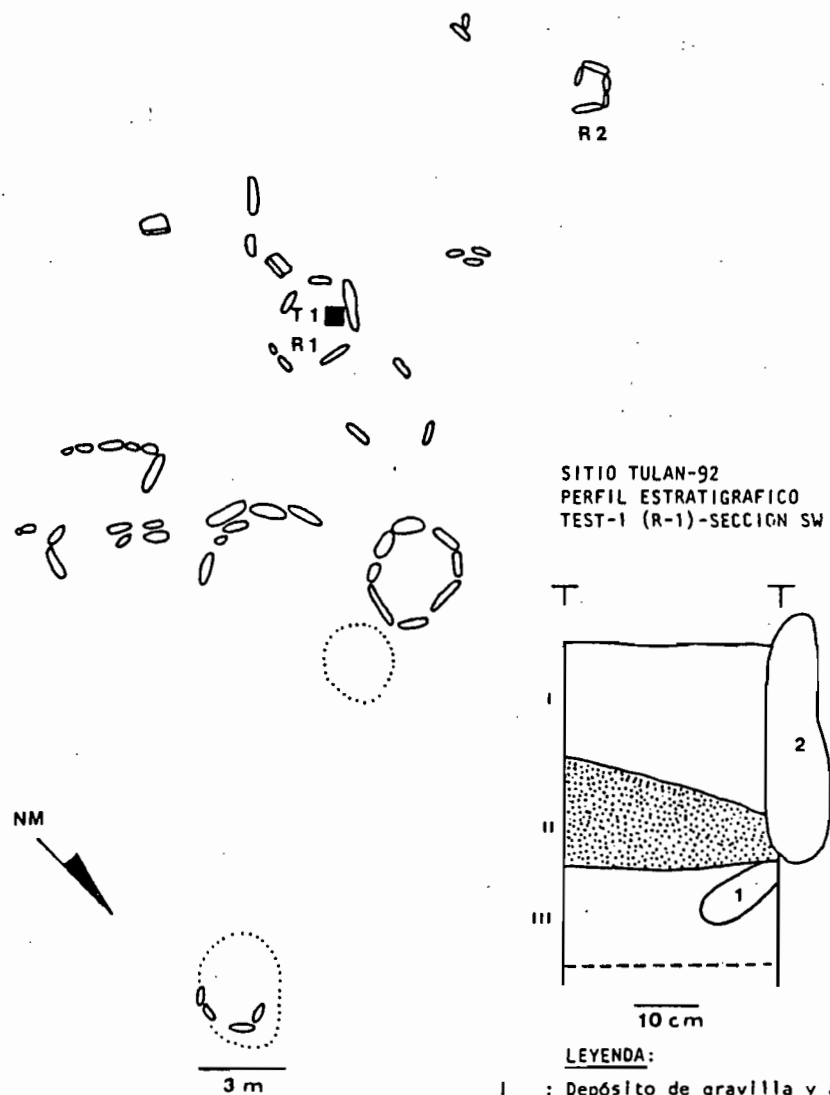 R2
T1
R1
SITIO TULAN-92
PERFIL ESTRATIGRAFICO
TEST-1 (R-1)-SECCION SW
I
2
II
NM
1
III
10 cm
LEYENDA:
3 m
I : Depósito de gravilla y